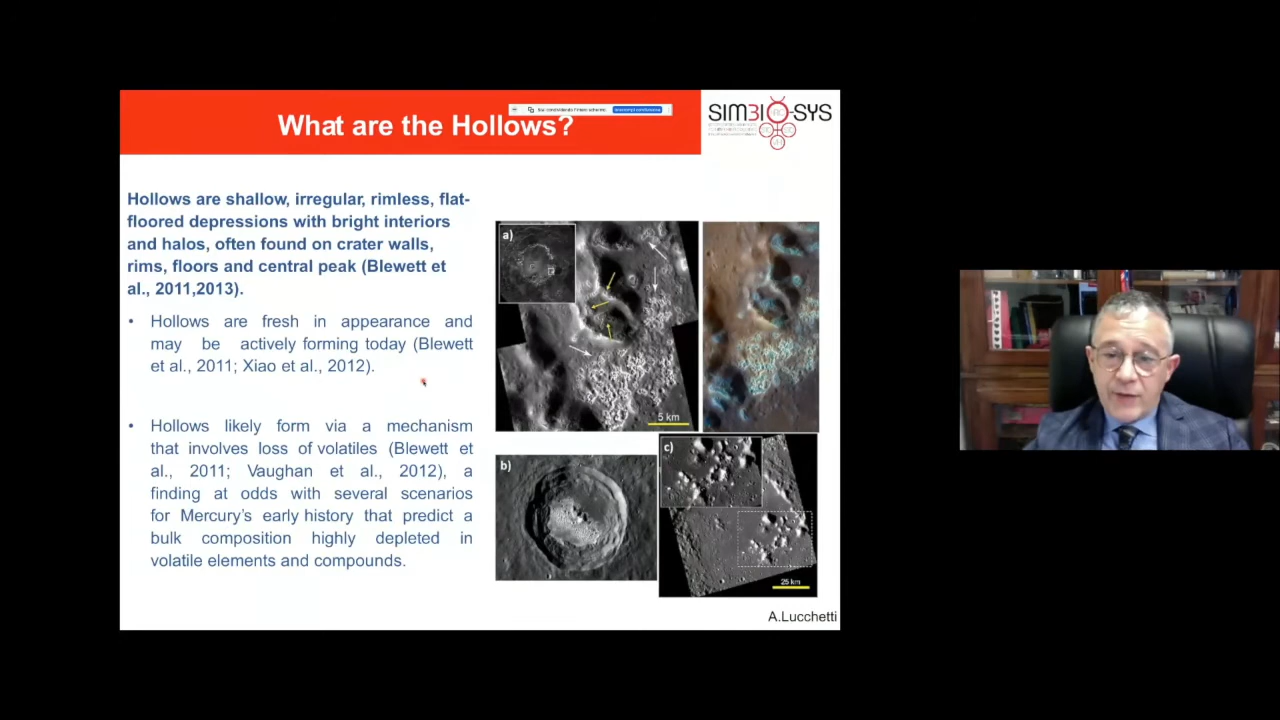 What are the Hollows?
SIMBIO-SYS
Hollows are shallow, irregular, rimless, flat-
floored depressions with bright interiors
and halos, often found on crater walls,
rims, floors and central peak (Blewett et
al., 2011,2013).
• Hollows are fresh in appearance and
may be actively forming today (Blewett
et al., 2011; Xiao et al., 2012).
• Hollows likely form via a mechanism
that involves loss of volatiles (Blewett et
al., 2011; Vaughan et al., 2012), a
finding at odds with several scenarios
for Mercury's early history that predict a
bulk composition highly depleted in
volatile elements and compounds.
a)
5 km
b)
c)
25 km
A.Lucchetti